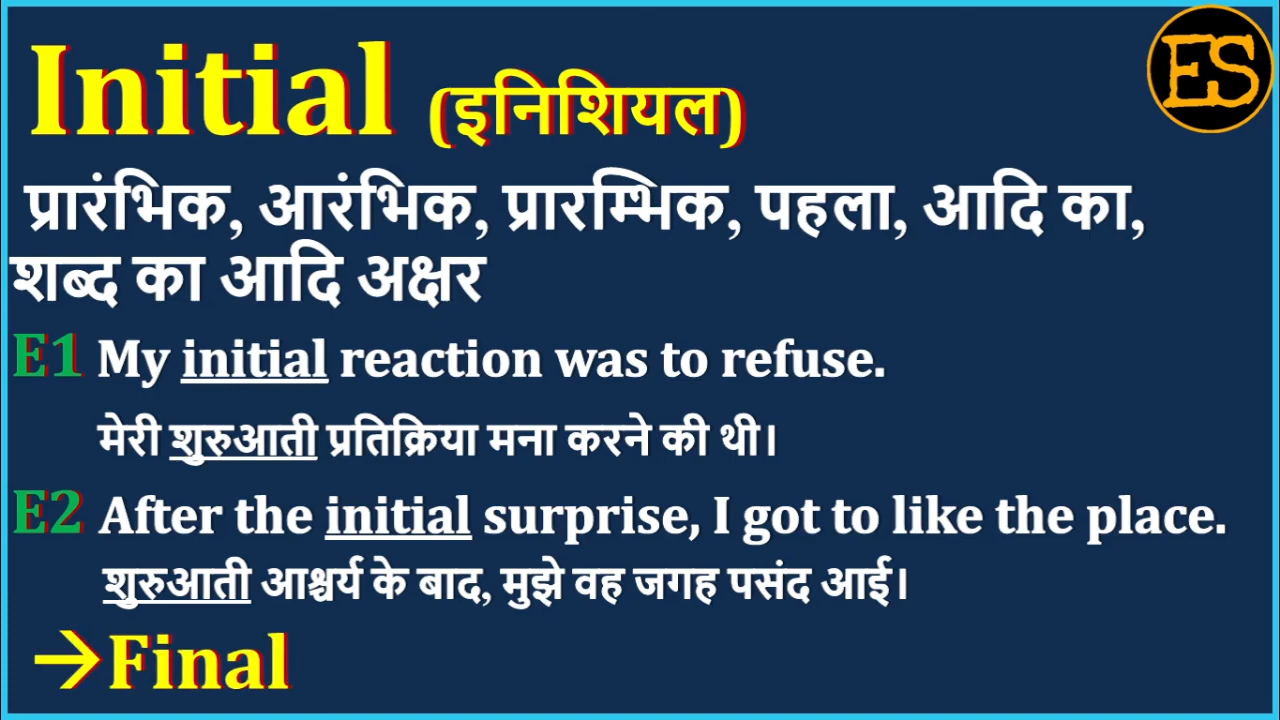 Initial (इनिशियल)
ES
प्रारंभिक, आरंभिक, प्रारम्भिक, पहला, आदि का,
शब्द का आदि अक्षर
E1 My initial reaction was to refuse.
मेरी शुरुआती प्रतिक्रिया मना करने की थी।
E2 After the initial surprise, I got to like the place.
शुरुआती आश्चर्य के बाद, मुझे वह जगह पसंद आई।
→Final